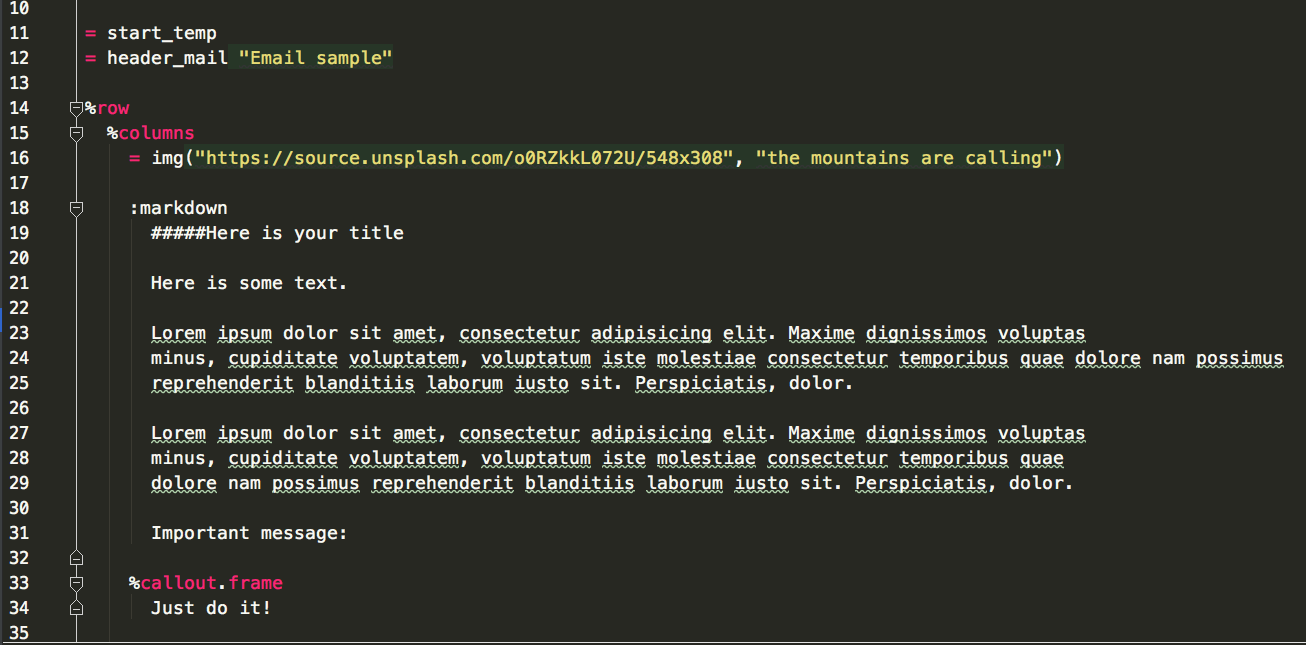 10
11 = start_temp
12 = header_mail "Email sample"
13
14 %row
15 %columns
16 = img("https://source.unsplash.com/o0RZkkL072U/548x308", "the mountains are calling")
17
18 :markdown
19 #####Here is your title
20
21 Here is some text.
22
23 Lorem ipsum dolor sit amet, consectetur adipisicing elit. Maxime dignissimos voluptas
24 minus, cupiditate voluptatem, voluptatum iste molestiae consectetur temporibus quae dolore nam possimus
25 reprehenderit blanditiis laborum iusto sit. Perspiciatis, dolor.
26
27 Lorem ipsum dolor sit amet, consectetur adipisicing elit. Maxime dignissimos voluptas
28 minus, cupiditate voluptatem, voluptatum iste molestiae consectetur temporibus quae
29 dolore nam possimus reprehenderit blanditiis laborum iusto sit. Perspiciatis, dolor.
30
31 Important message:
32
33 %callout.frame
34 Just do it!
35